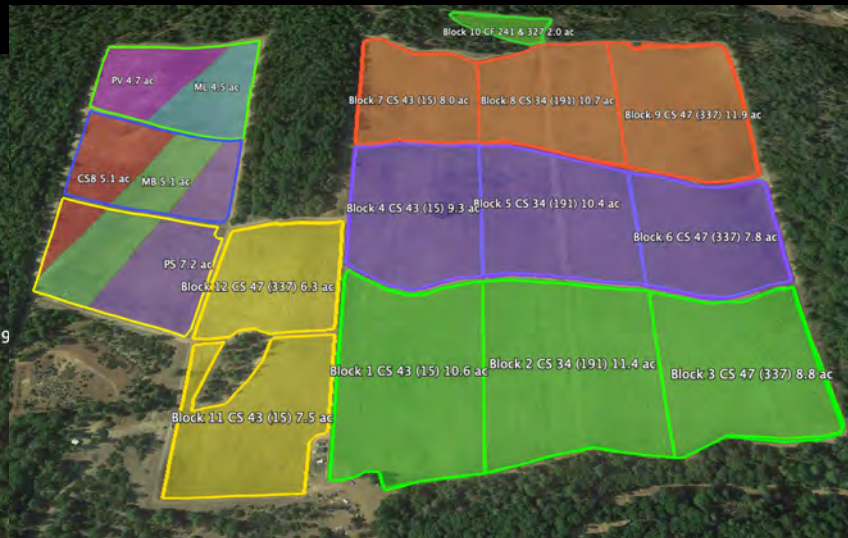 Block 10 CF 241 & 327 2.0 ac
PV 4.7 ac
ML 4.5 ac
Block 7 CS 43 (15) 8.0 ac
Block 8 CS 34 (191) 10.7 ac
Block 9 CS 47 (337) 11.9 ac
CS8 5.1 ac
MB 5.1 ac
Block 4 CS 43 (15) 9.3 ac
Block 5 CS 34 (191) 10.4 ac
Block 6 CS 47 (337) 7.8 ac
PS 7.2 ac
Block 12 CS 47 (337) 6.3 ac
9
Block 1 CS 43 (15) 10.6 ac
Block 2 CS 34 (191) 11.4 ac
Block 3 CS 47 (337) 8.8 ac
Block 11 CS 43 (15) 7.5 ac